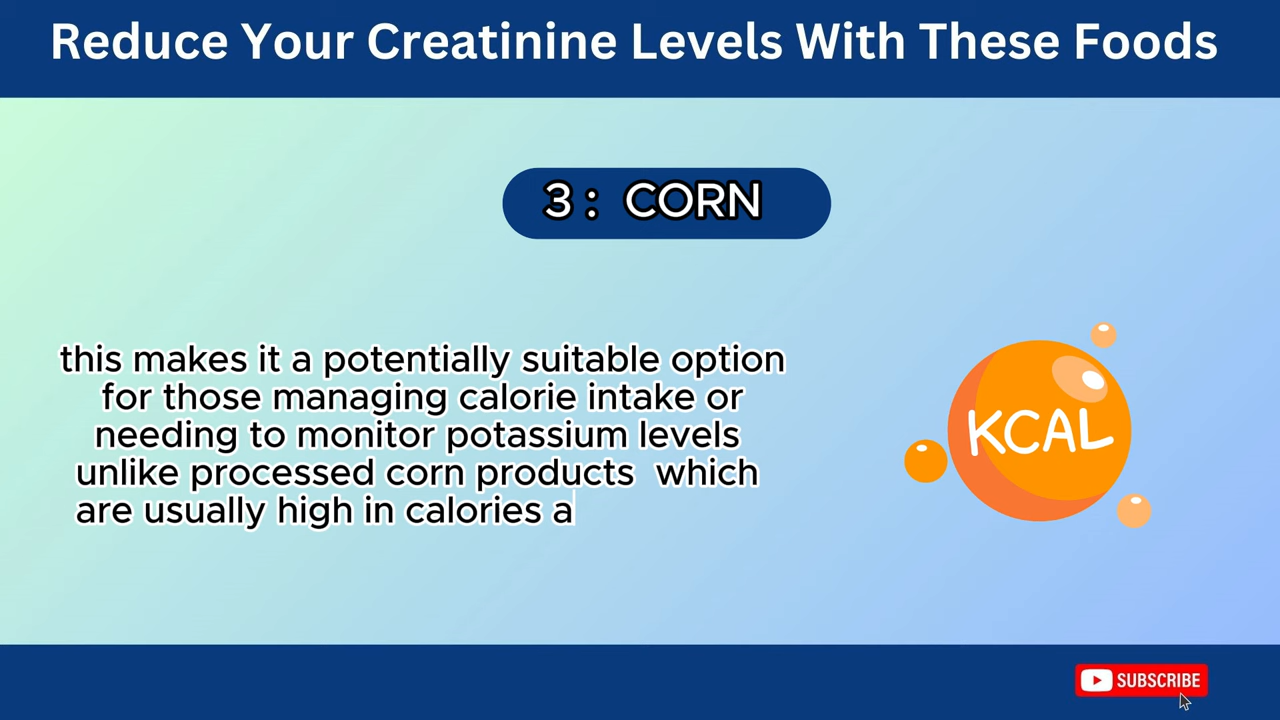 Reduce Your Creatinine Levels With These Foods
3 : CORN
this makes it a potentially suitable option
for those managing calorie intake or
needing to monitor potassium levels
unlike processed corn products which
are usually high in calories a
KCAL
SUBSCRIBE